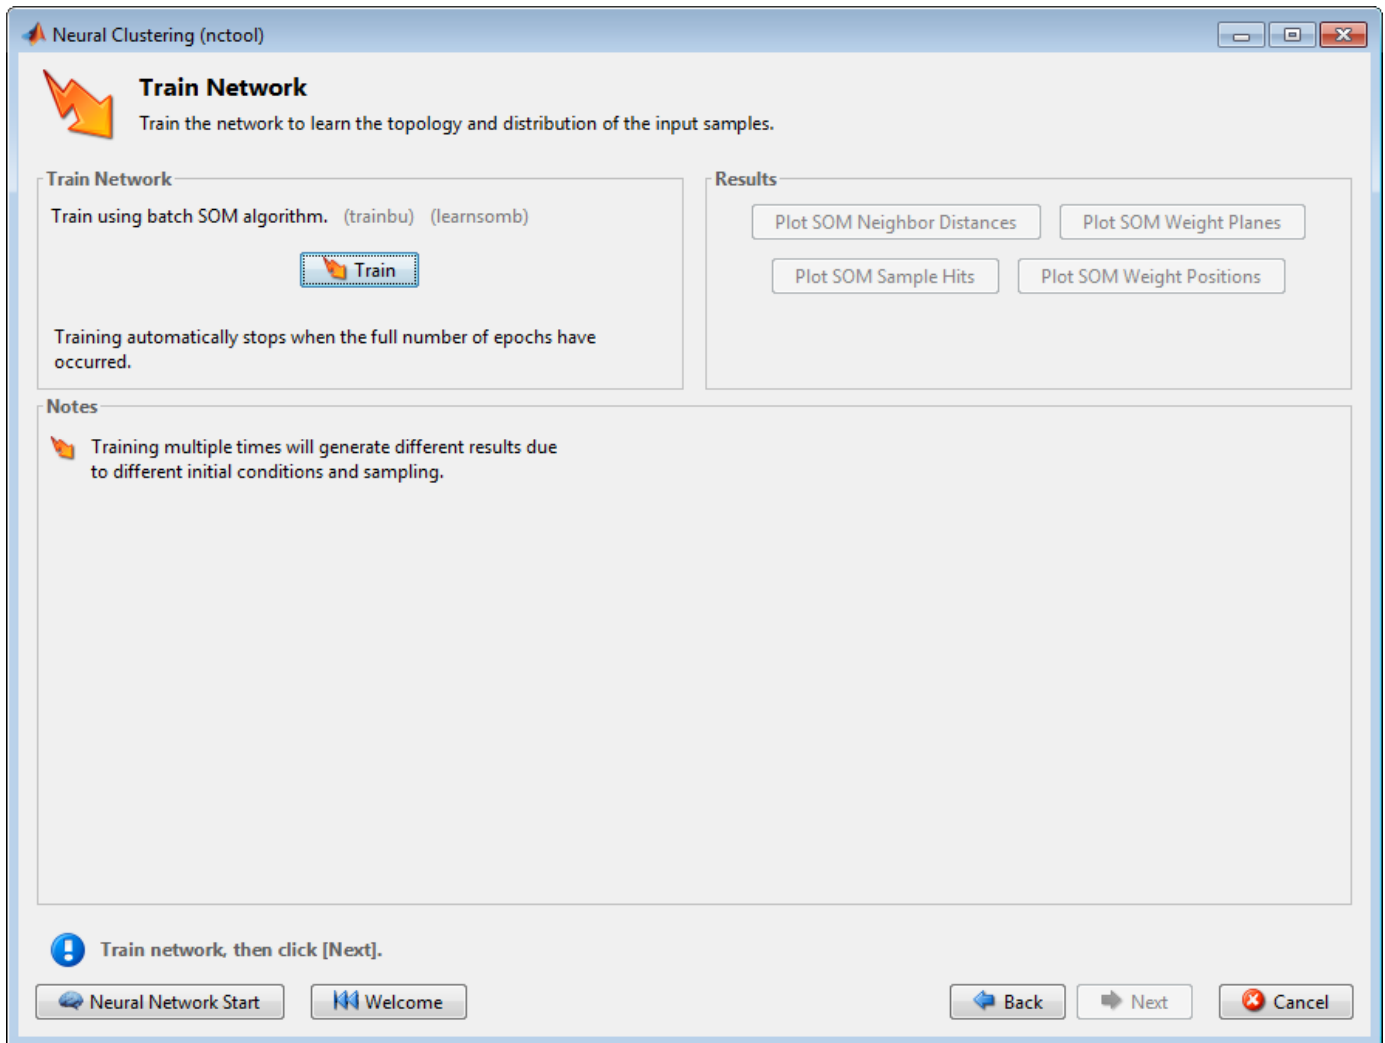 Neural Clustering (nctool)
Train Network
Train the network to learn the topology and distribution of the input samples.
Train Network
Train using batch SOM algorithm. (trainbu) (learnsomb)
Train
Training automatically stops when the full number of epochs have
occurred.
Results
Plot SOM Neighbor Distances Plot SOM Weight Planes
Plot SOM Sample Hits Plot SOM Weight Positions
Notes
Training multiple times will generate different results due
to different initial conditions and sampling.
Train network, then click [Next].
Neural Network Start Welcome Back Next Cancel